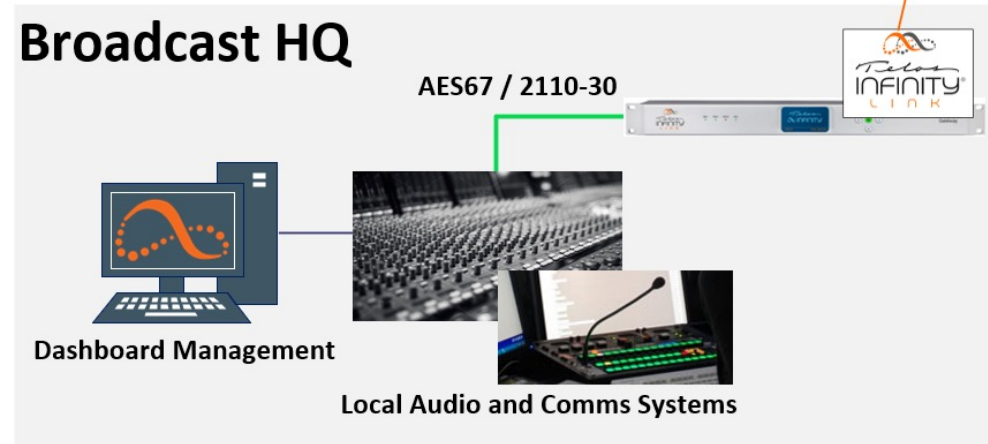 Broadcast HQ
AES67 / 2110-30
Telos
INFINITY®
LINK
Dashboard Management
Local Audio and Comms Systems